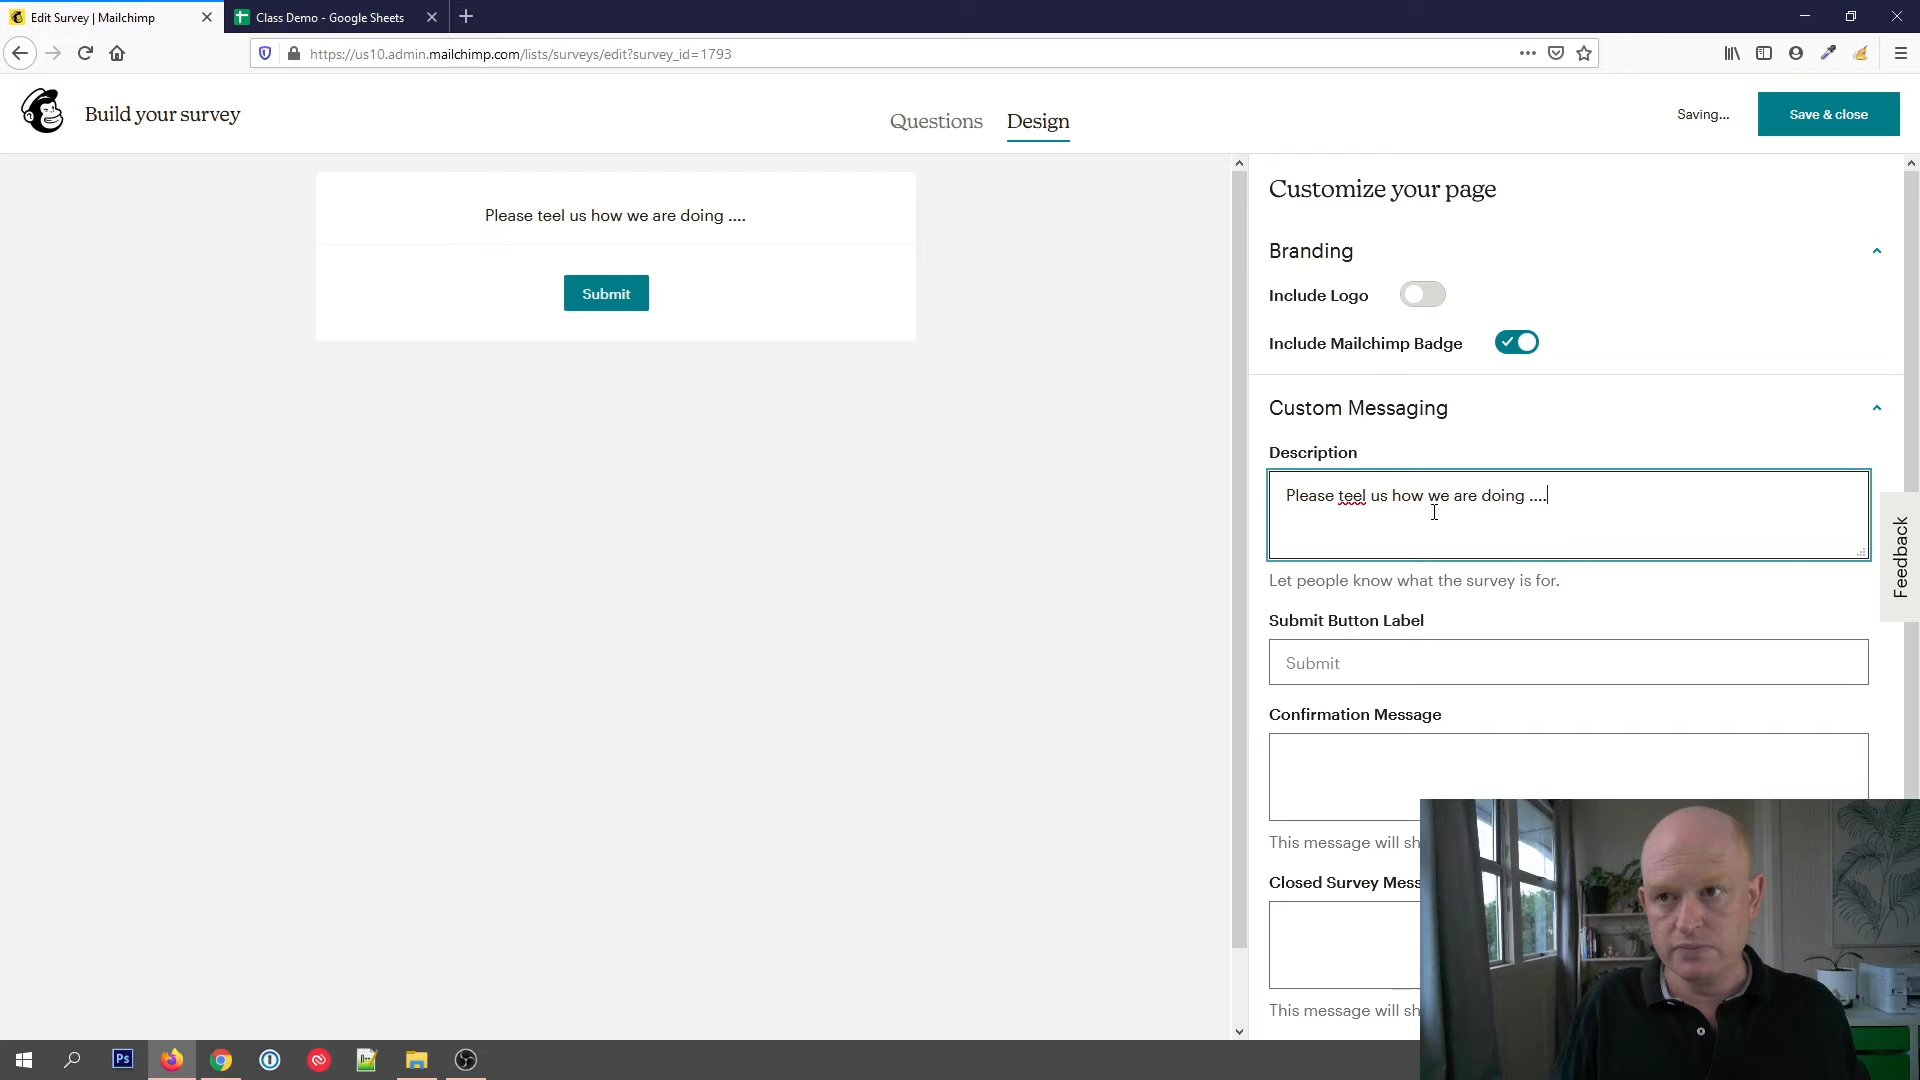 Edit Survey | Mailchimp
Class Demo - Google Sheets
https://us10.admin.mailchimp.com/lists/surveys/edit?survey_id=1793
Build your survey
Questions
Design
Saving...
Save & close
Please teel us how we are doing ....
Submit
Customize your page
Branding
Include Logo
Include Mailchimp Badge
Custom Messaging
Description
Please teel us how we are doing ....
Let people know what the survey is for.
Submit Button Label
Submit
Confirmation Message
This message will sh
Closed Survey Mess
This message will sh
Feedback
Ps